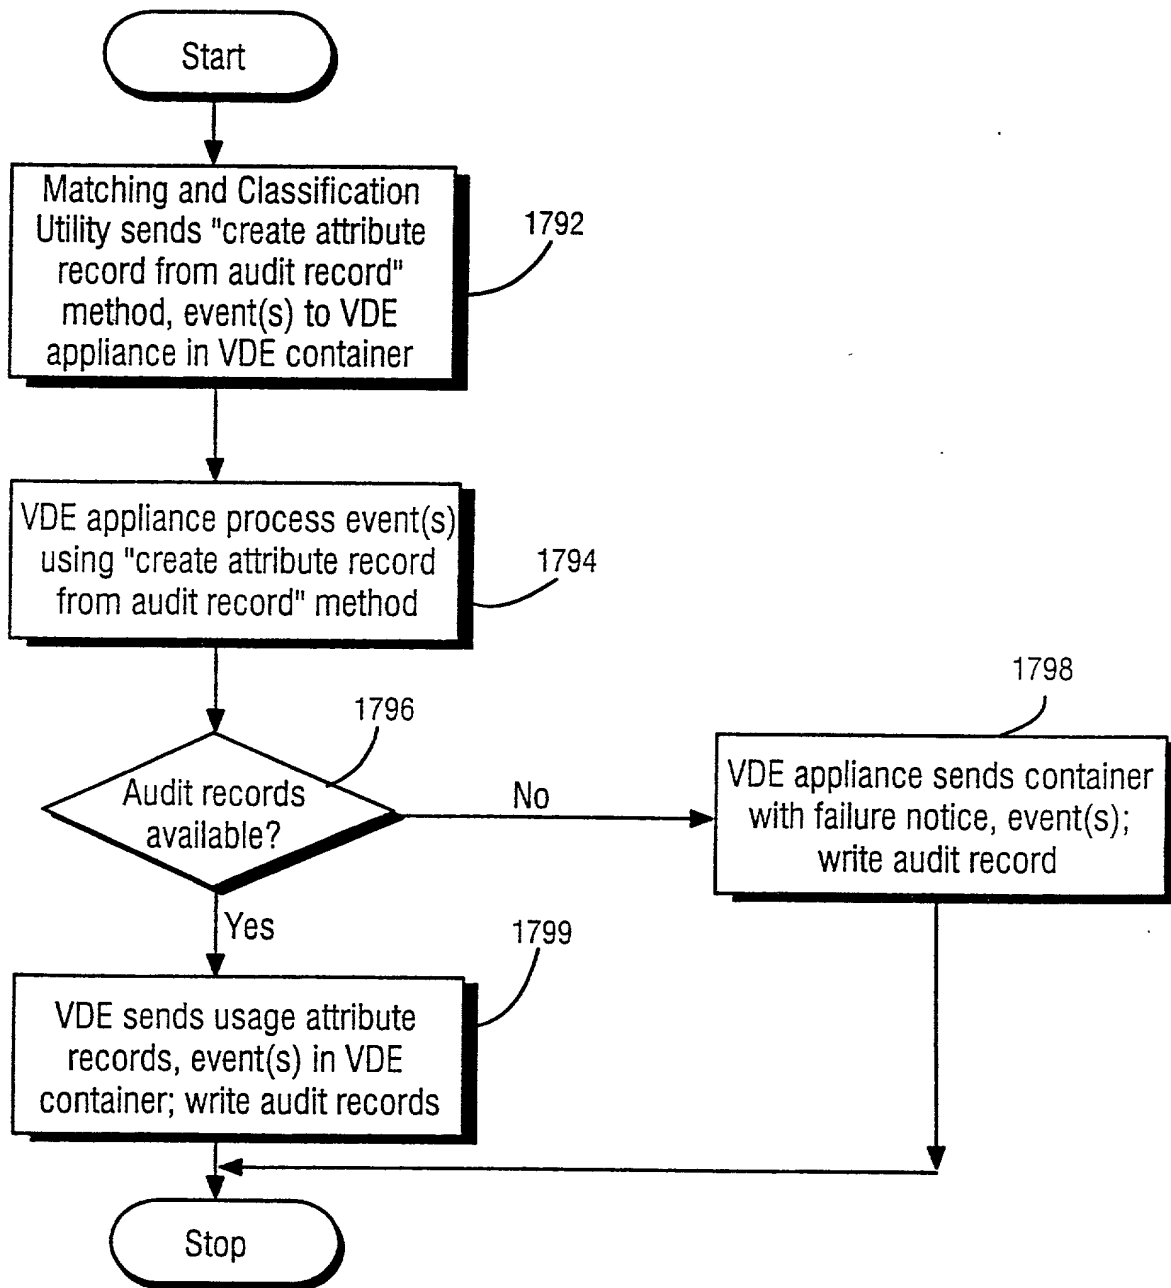 Start
Matching and Classification
Utility sends "create attribute
record from audit record"
method, event(s) to VDE
appliance in VDE container
1792
VDE appliance process event(s)
using "create attribute record
from audit record" method
1794
1796
Audit records
available?
No
1798
VDE appliance sends container
with failure notice, event(s);
write audit record
Yes
1799
VDE sends usage attribute
records, event(s) in VDE
container; write audit records
Stop